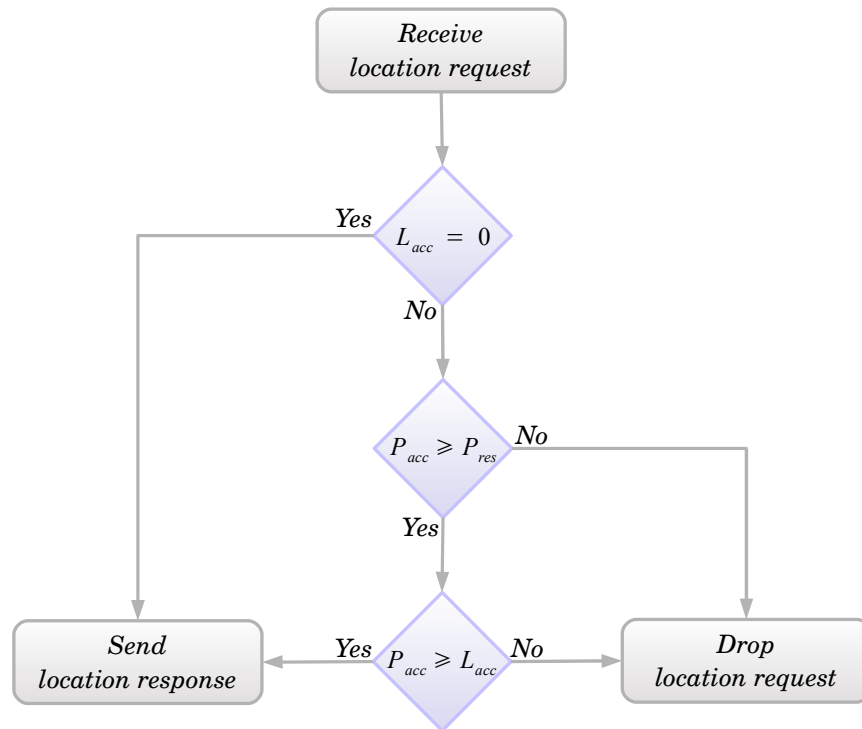 Receive
location request
Yes
L_acc = 0
No
P_acc ⩾ P_res
No
Yes
Send
location response
Yes
P_acc ⩾ L_acc
No
Drop
location request